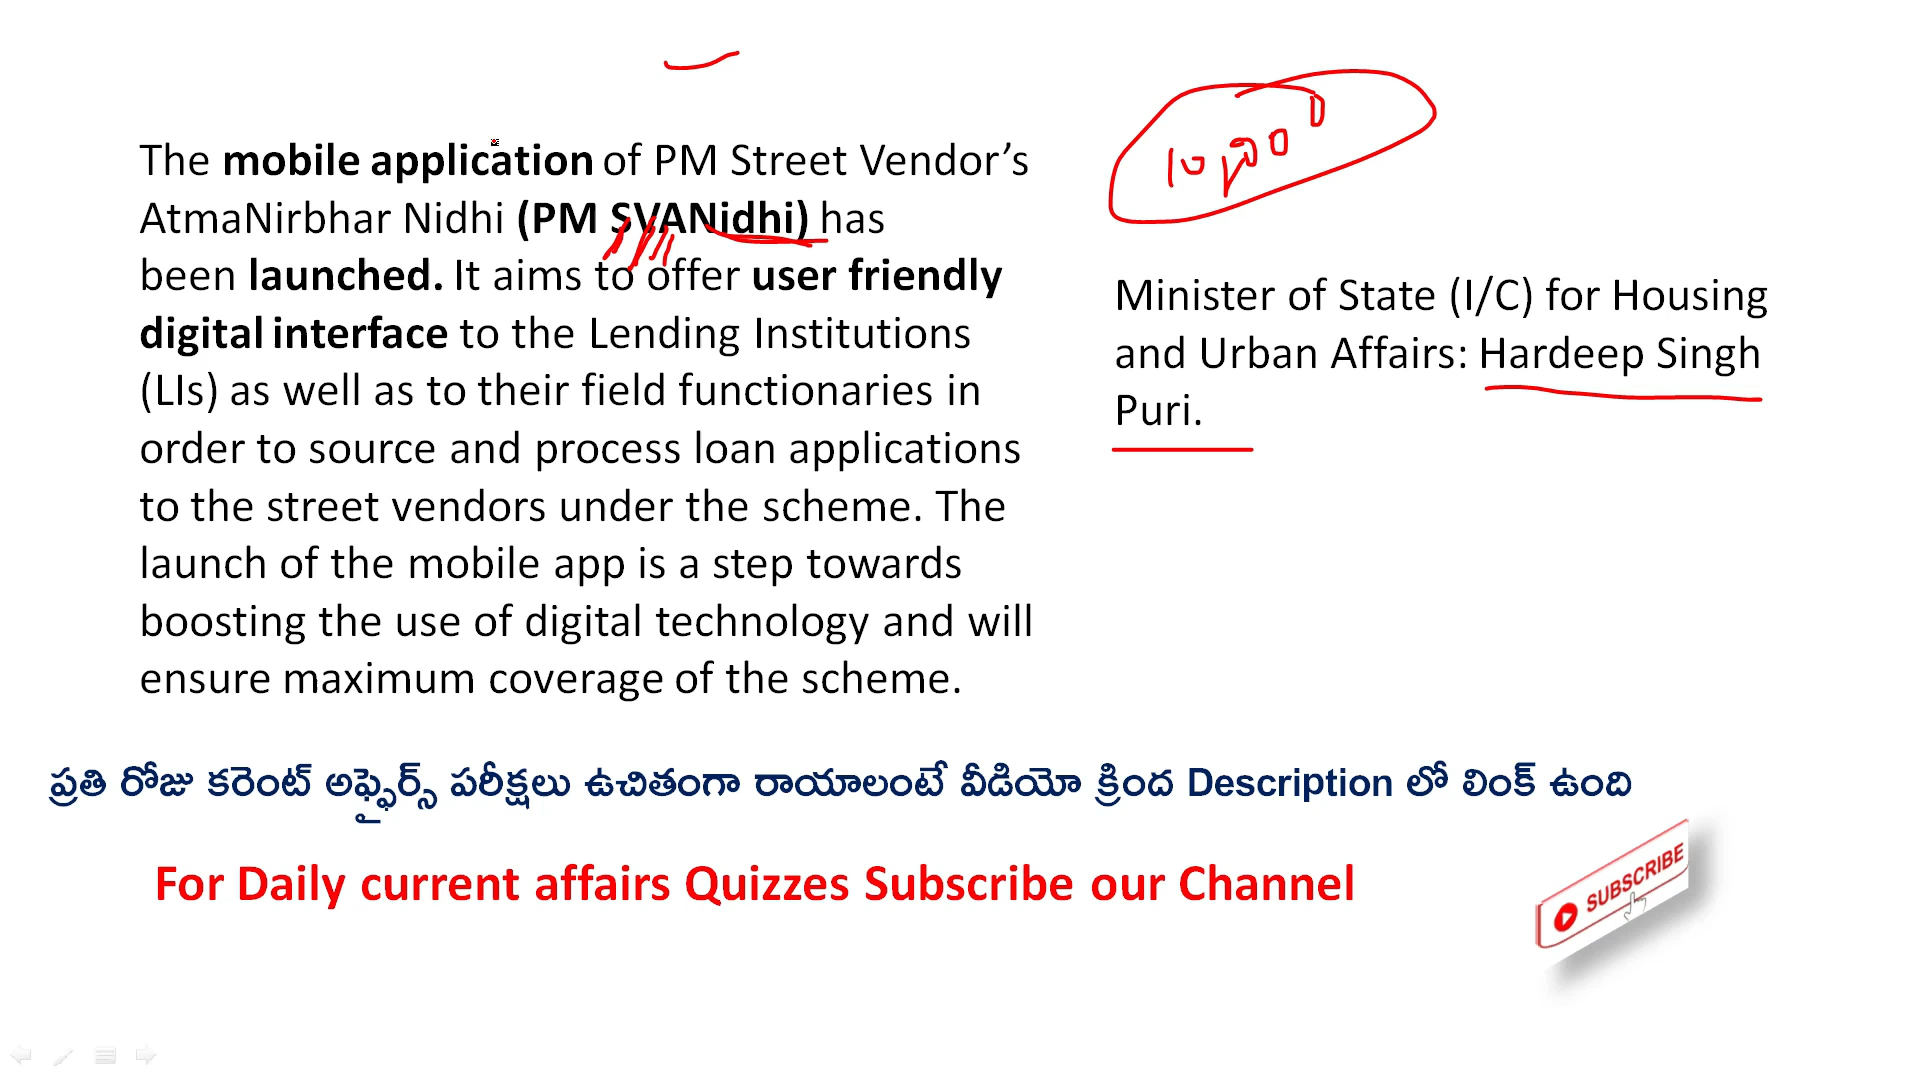 The mobile application of PM Street Vendor’s
AtmaNirbhar Nidhi (PM SVANidhi) has
been launched. It aims to offer user friendly
digital interface to the Lending Institutions
(LIs) as well as to their field functionaries in
order to source and process loan applications
to the street vendors under the scheme. The
launch of the mobile app is a step towards
boosting the use of digital technology and will
ensure maximum coverage of the scheme.
10,000
Minister of State (I/C) for Housing
and Urban Affairs: Hardeep Singh
Puri.
ప్రతి రోజు కరెంట్ అఫ్ఫైర్స్ పరీక్షలు ఉచితంగా రాయాలంటే వీడియో క్రింద Description లో లింక్ ఉంది
For Daily current affairs Quizzes Subscribe our Channel
SUBSCRIBE